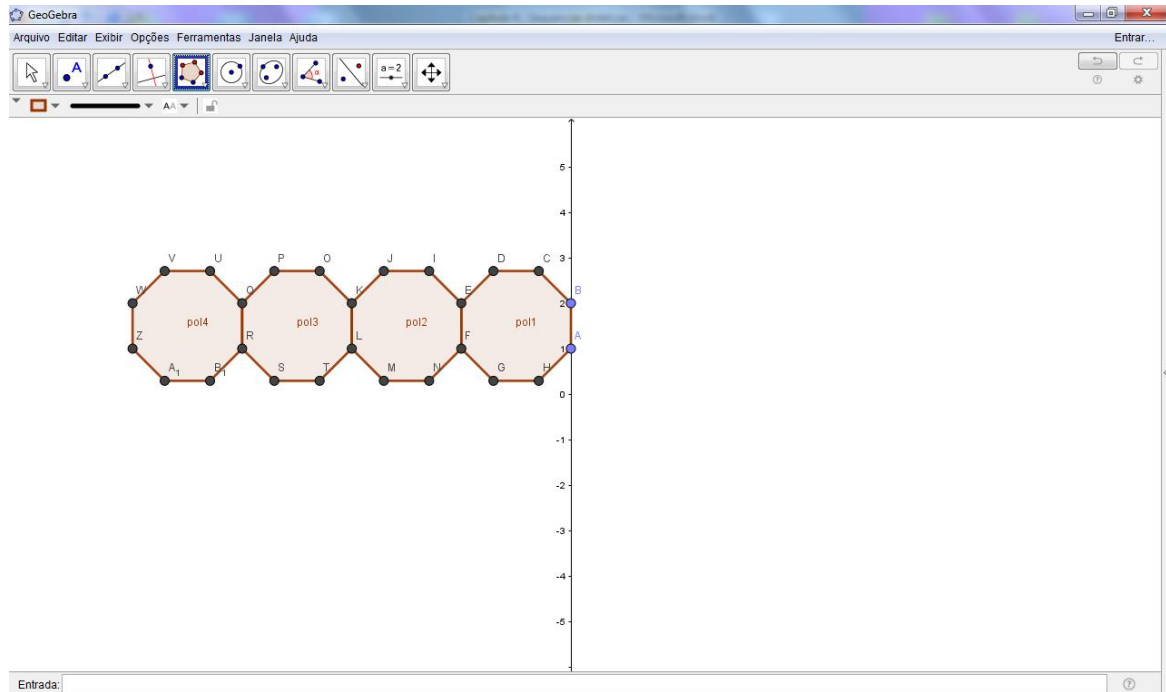 GeoGebra
Arquivo Editar Exibir Opções Ferramentas Janela Ajuda
Entrar...
A
α
a=2
AA
5
4
V U P O J I D C 3
W Q K E 2 B
pol4 pol3 pol2 pol1
Z R L F 1 A
A1 B1 S T M N G H
0
-1
-2
-3
-4
-5
Entrada: